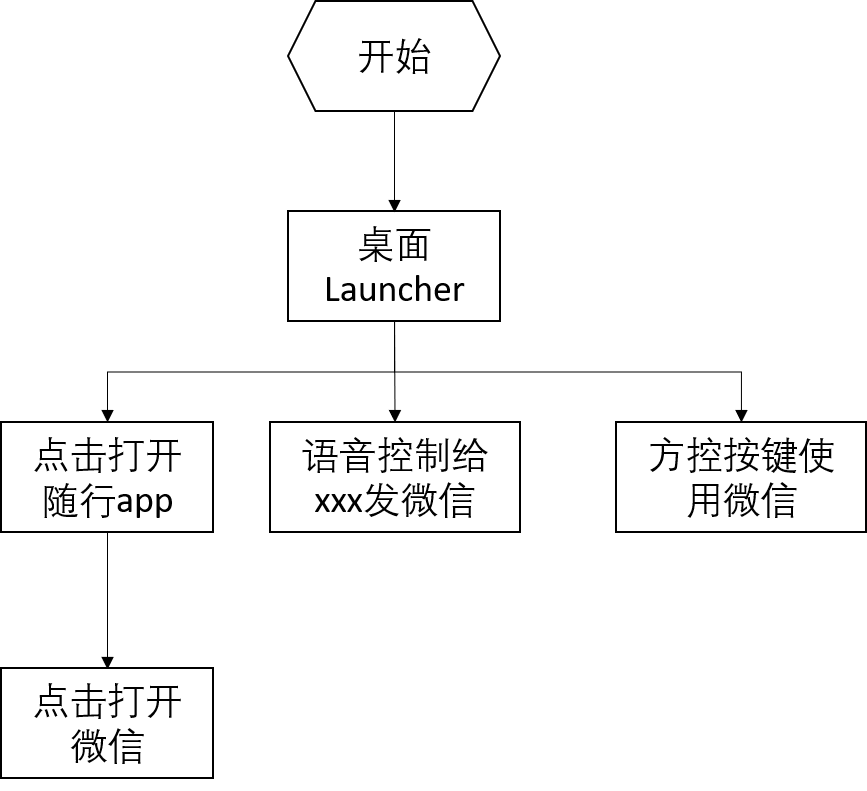 开始
桌面
Launcher
点击打开
随行app
语音控制给
xxx发微信
方控按键使
用微信
点击打开
微信